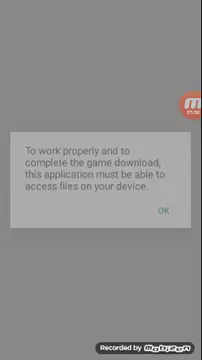 To work properly and to
complete the game download,
this application must be able to
access files on your device.
OK
Recorded by Mobizen